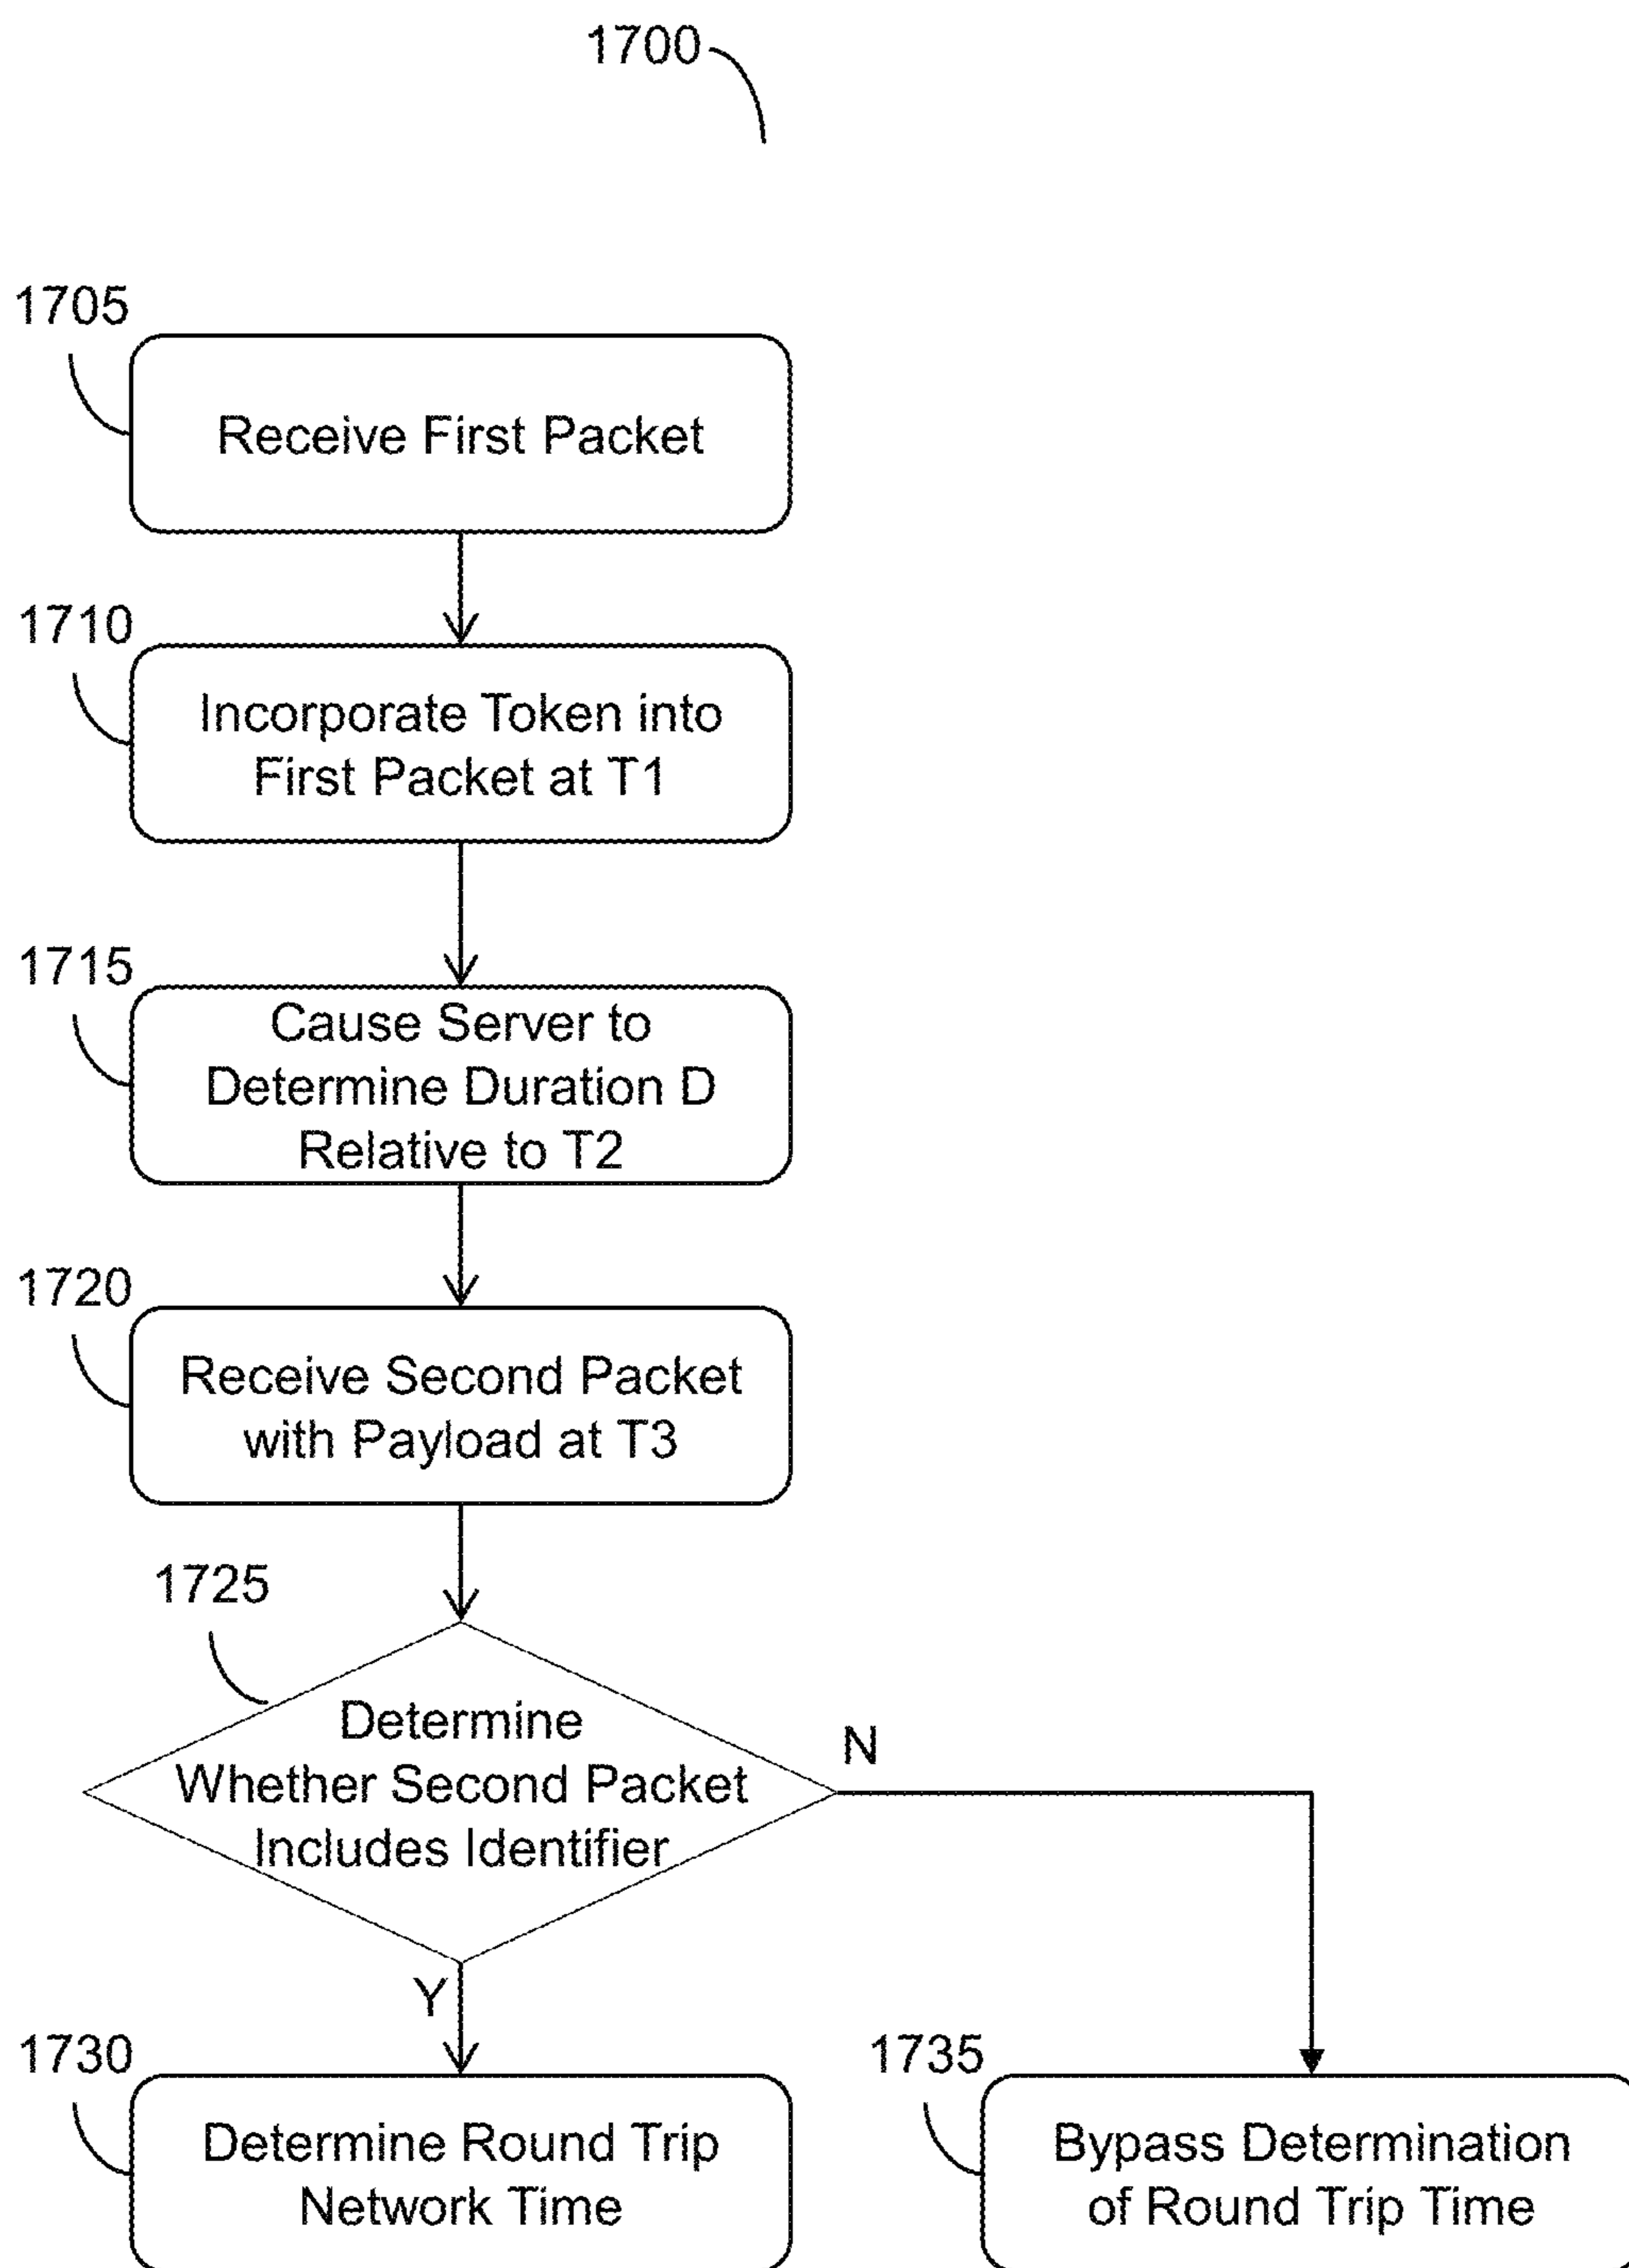 1700
1705
Receive First Packet
1710
Incorporate Token into
First Packet at T1
1715
Cause Server to
Determine Duration D
Relative to T2
1720
Receive Second Packet
with Payload at T3
1725
Determine
Whether Second Packet
Includes Identifier
N
Y
1730
Determine Round Trip
Network Time
1735
Bypass Determination
of Round Trip Time